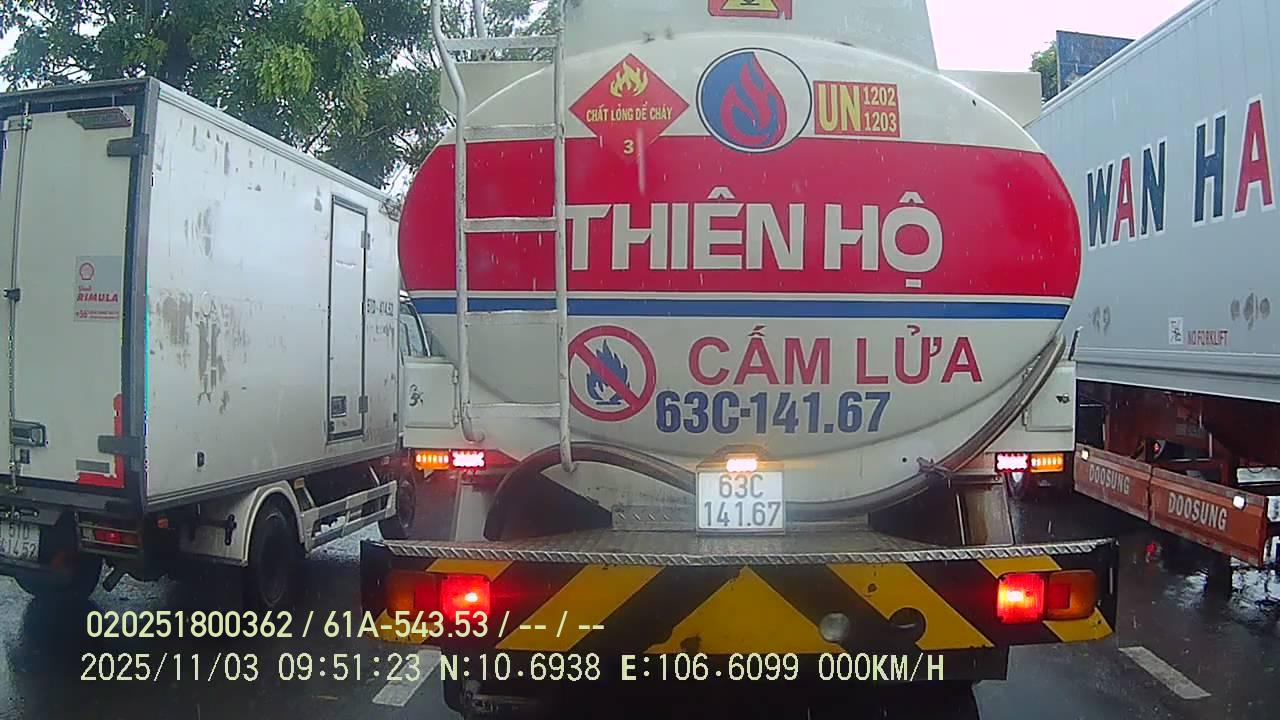 CHẤT LỎNG DỄ CHÁY
3
UN 1202
1203
THIÊN HỘ
CẤM LỬA
63C-141.67
63C
141.67
WAN HA
NO FORKLIFT
DOOSUNG
DOOSUNG
Shell
RIMULA
020251800362 / 61A-543.53 / -- / --
2025/11/03 09:51:23 N:10.6938 E:106.6099 000KM/H